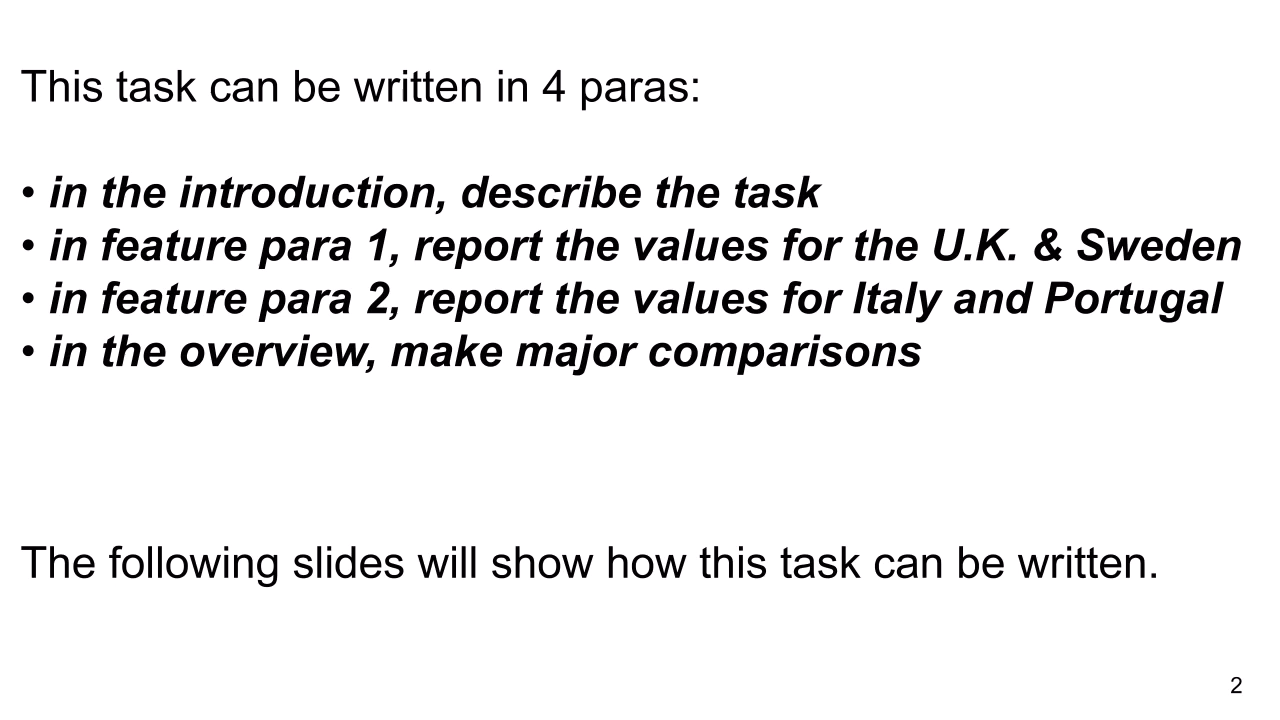 This task can be written in 4 paras:
• in the introduction, describe the task
• in feature para 1, report the values for the U.K. & Sweden
• in feature para 2, report the values for Italy and Portugal
• in the overview, make major comparisons
The following slides will show how this task can be written.
2